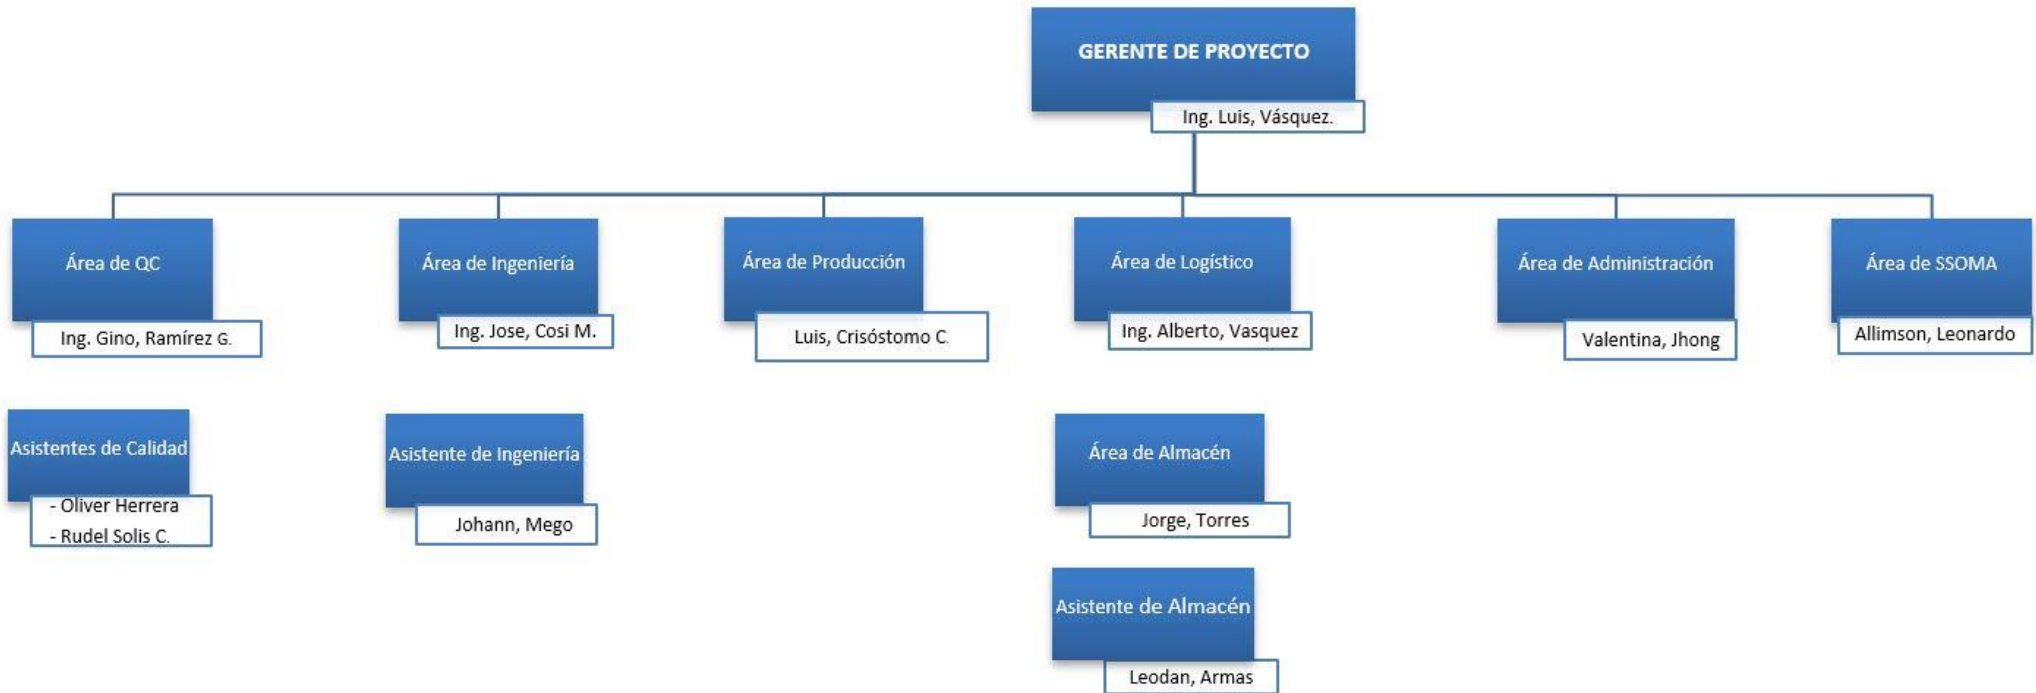 GERENTE DE PROYECTO
Ing. Luis, Vásquez.
Área de QC
Ing. Gino, Ramírez G.
Área de Ingeniería
Ing. Jose, Cosi M.
Área de Producción
Luis, Crisóstomo C.
Área de Logístico
Ing. Alberto, Vasquez
Área de Administración
Valentina, Jhong
Área de SSOMA
Allimson, Leonardo
Asistentes de Calidad
- Oliver Herrera
- Rudel Solis C.
Asistente de Ingeniería
Johann, Mego
Área de Almacén
Jorge, Torres
Asistente de Almacén
Leodan, Armas